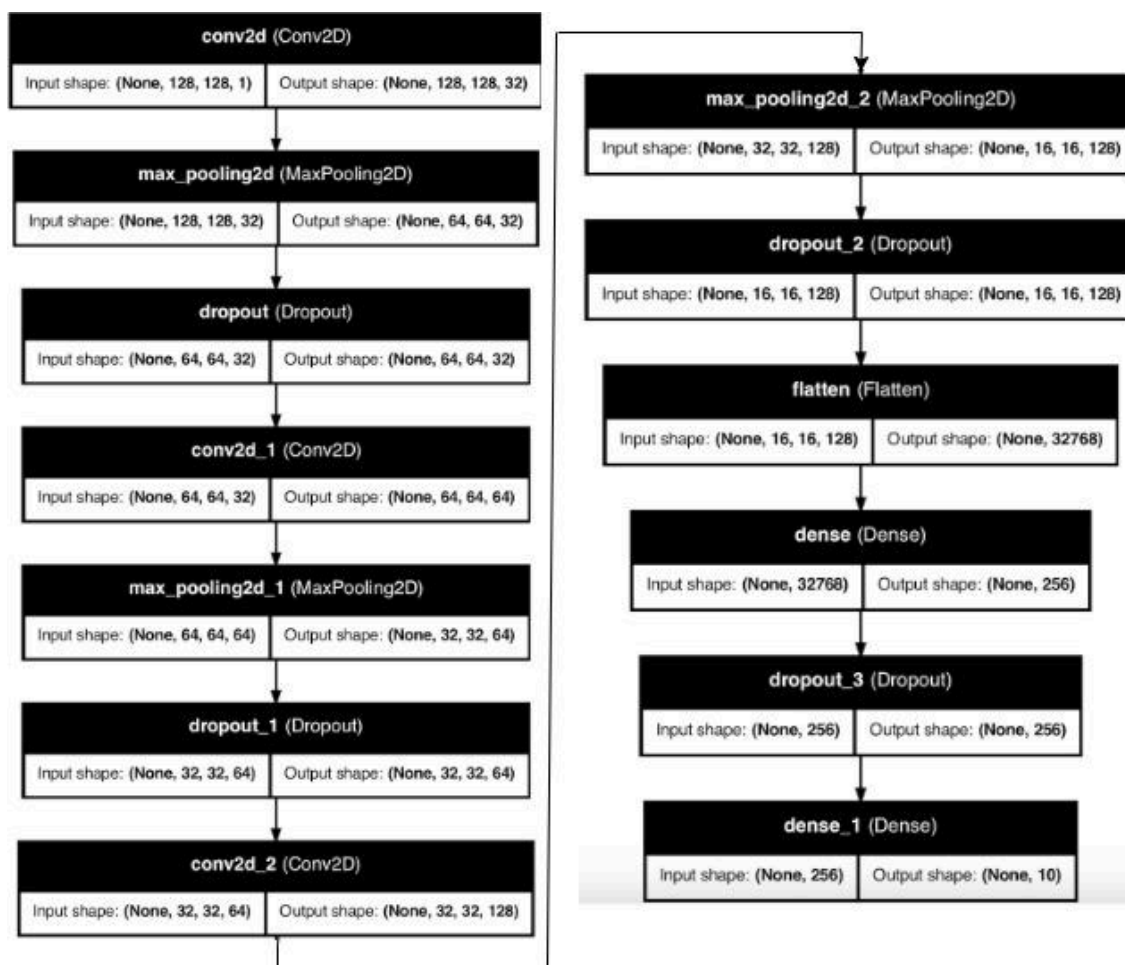 conv2d (Conv2D)
Input shape: (None, 128, 128, 1) Output shape: (None, 128, 128, 32)
max_pooling2d (MaxPooling2D)
Input shape: (None, 128, 128, 32) Output shape: (None, 64, 64, 32)
dropout (Dropout)
Input shape: (None, 64, 64, 32) Output shape: (None, 64, 64, 32)
conv2d_1 (Conv2D)
Input shape: (None, 64, 64, 32) Output shape: (None, 64, 64, 64)
max_pooling2d_1 (MaxPooling2D)
Input shape: (None, 64, 64, 64) Output shape: (None, 32, 32, 64)
dropout_1 (Dropout)
Input shape: (None, 32, 32, 64) Output shape: (None, 32, 32, 64)
conv2d_2 (Conv2D)
Input shape: (None, 32, 32, 64) Output shape: (None, 32, 32, 128)
max_pooling2d_2 (MaxPooling2D)
Input shape: (None, 32, 32, 128) Output shape: (None, 16, 16, 128)
dropout_2 (Dropout)
Input shape: (None, 16, 16, 128) Output shape: (None, 16, 16, 128)
flatten (Flatten)
Input shape: (None, 16, 16, 128) Output shape: (None, 32768)
dense (Dense)
Input shape: (None, 32768) Output shape: (None, 256)
dropout_3 (Dropout)
Input shape: (None, 256) Output shape: (None, 256)
dense_1 (Dense)
Input shape: (None, 256) Output shape: (None, 10)